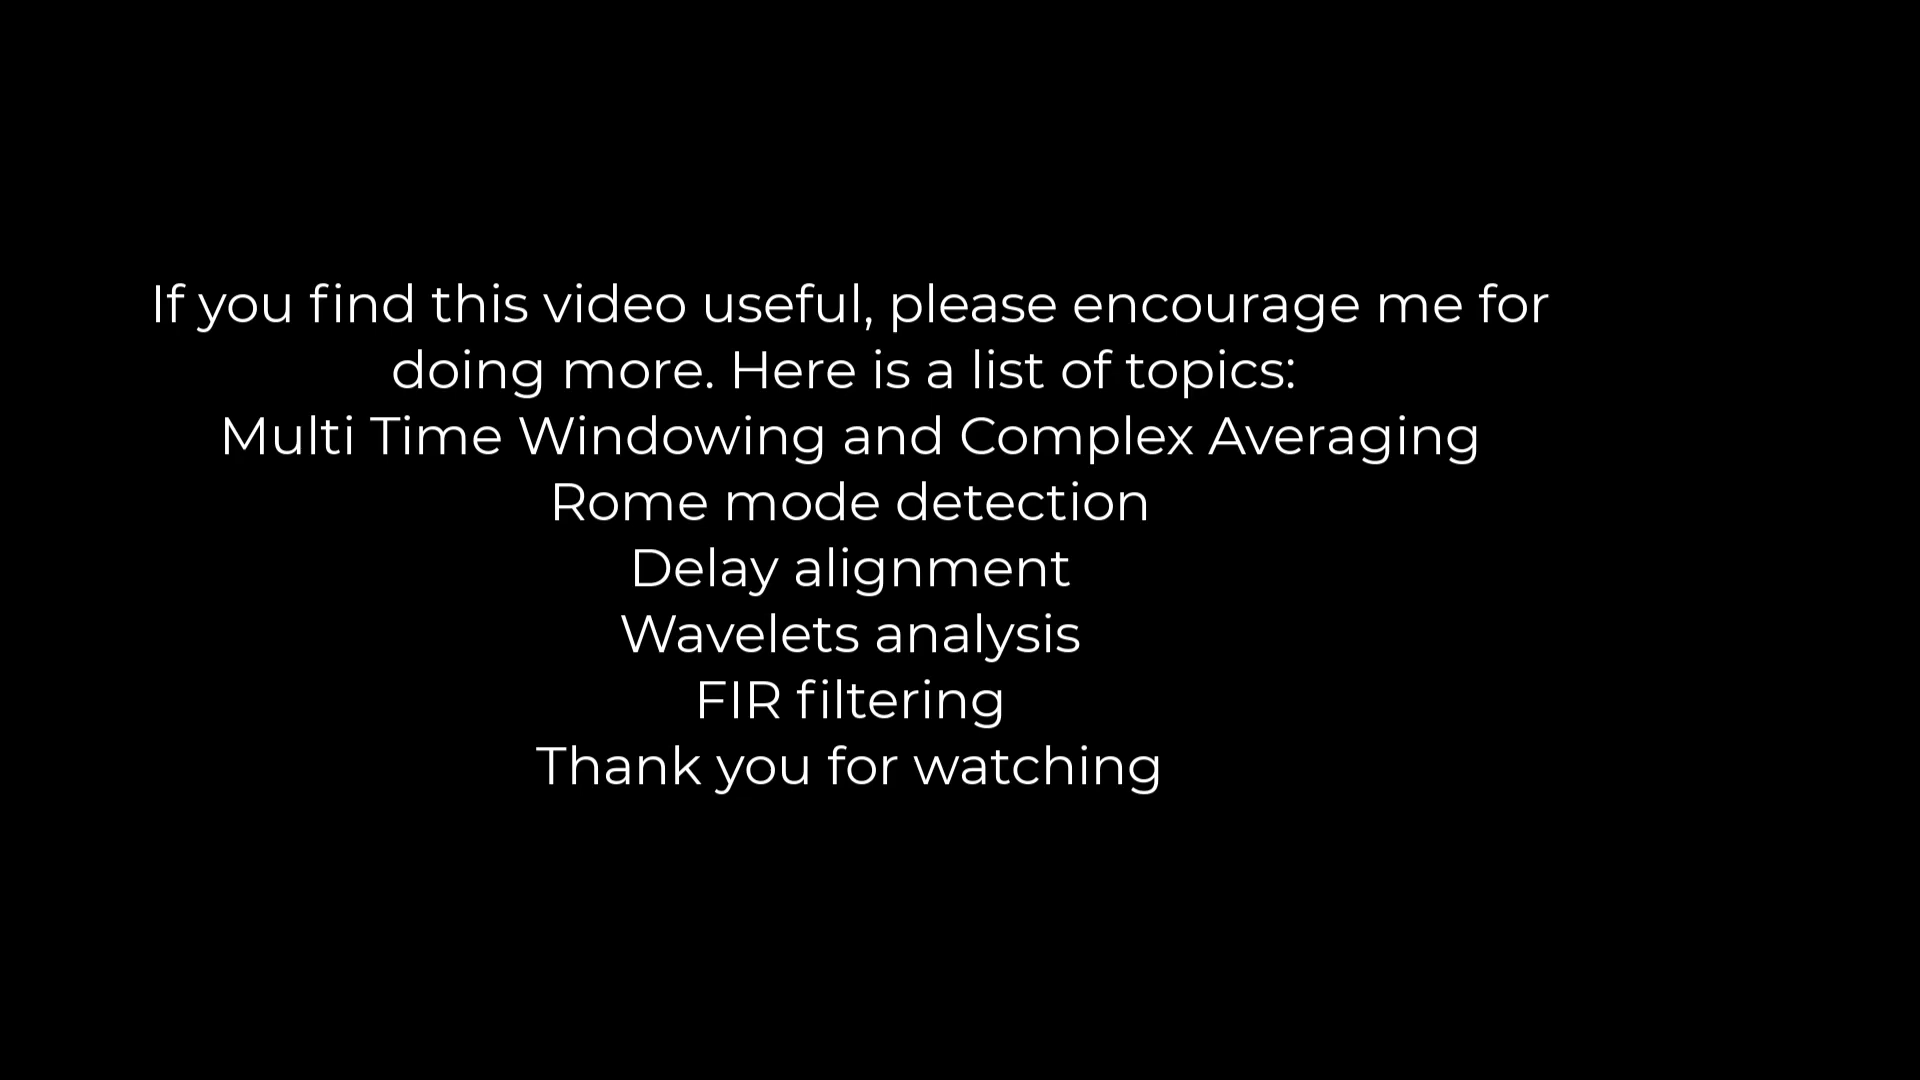 If you find this video useful, please encourage me for
doing more. Here is a list of topics:
Multi Time Windowing and Complex Averaging
Rome mode detection
Delay alignment
Wavelets analysis
FIR filtering
Thank you for watching